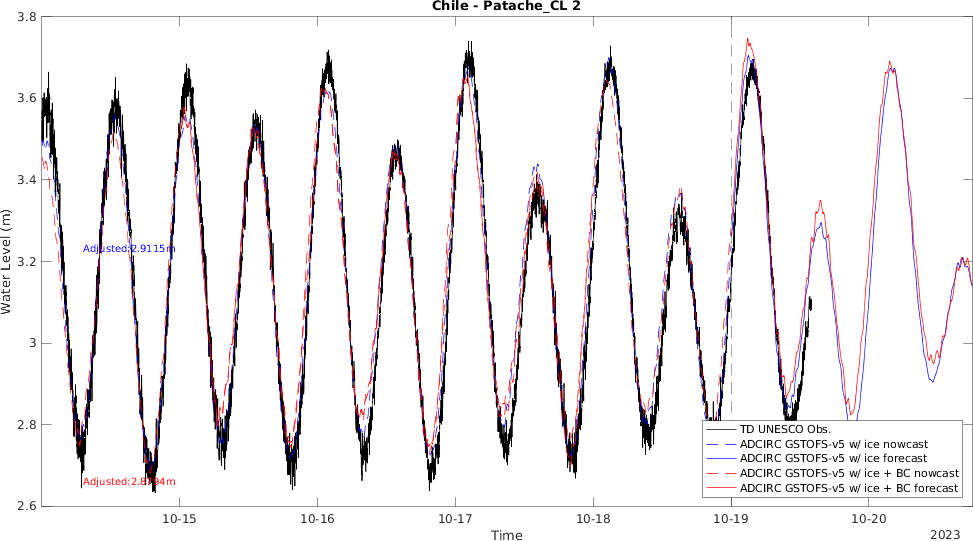 Chile - Patache_CL 2
Water Level (m)
3.8
3.6
3.4
3.2
3
2.8
2.6
Adjusted:2.9115m
Adjusted:2.8794m
TD UNESCO Obs.
ADCIRC GSTOFS-v5 w/ ice nowcast
ADCIRC GSTOFS-v5 w/ ice forecast
ADCIRC GSTOFS-v5 w/ ice + BC nowcast
ADCIRC GSTOFS-v5 w/ ice + BC forecast
10-15 10-16 10-17 10-18 10-19 10-20
Time
2023